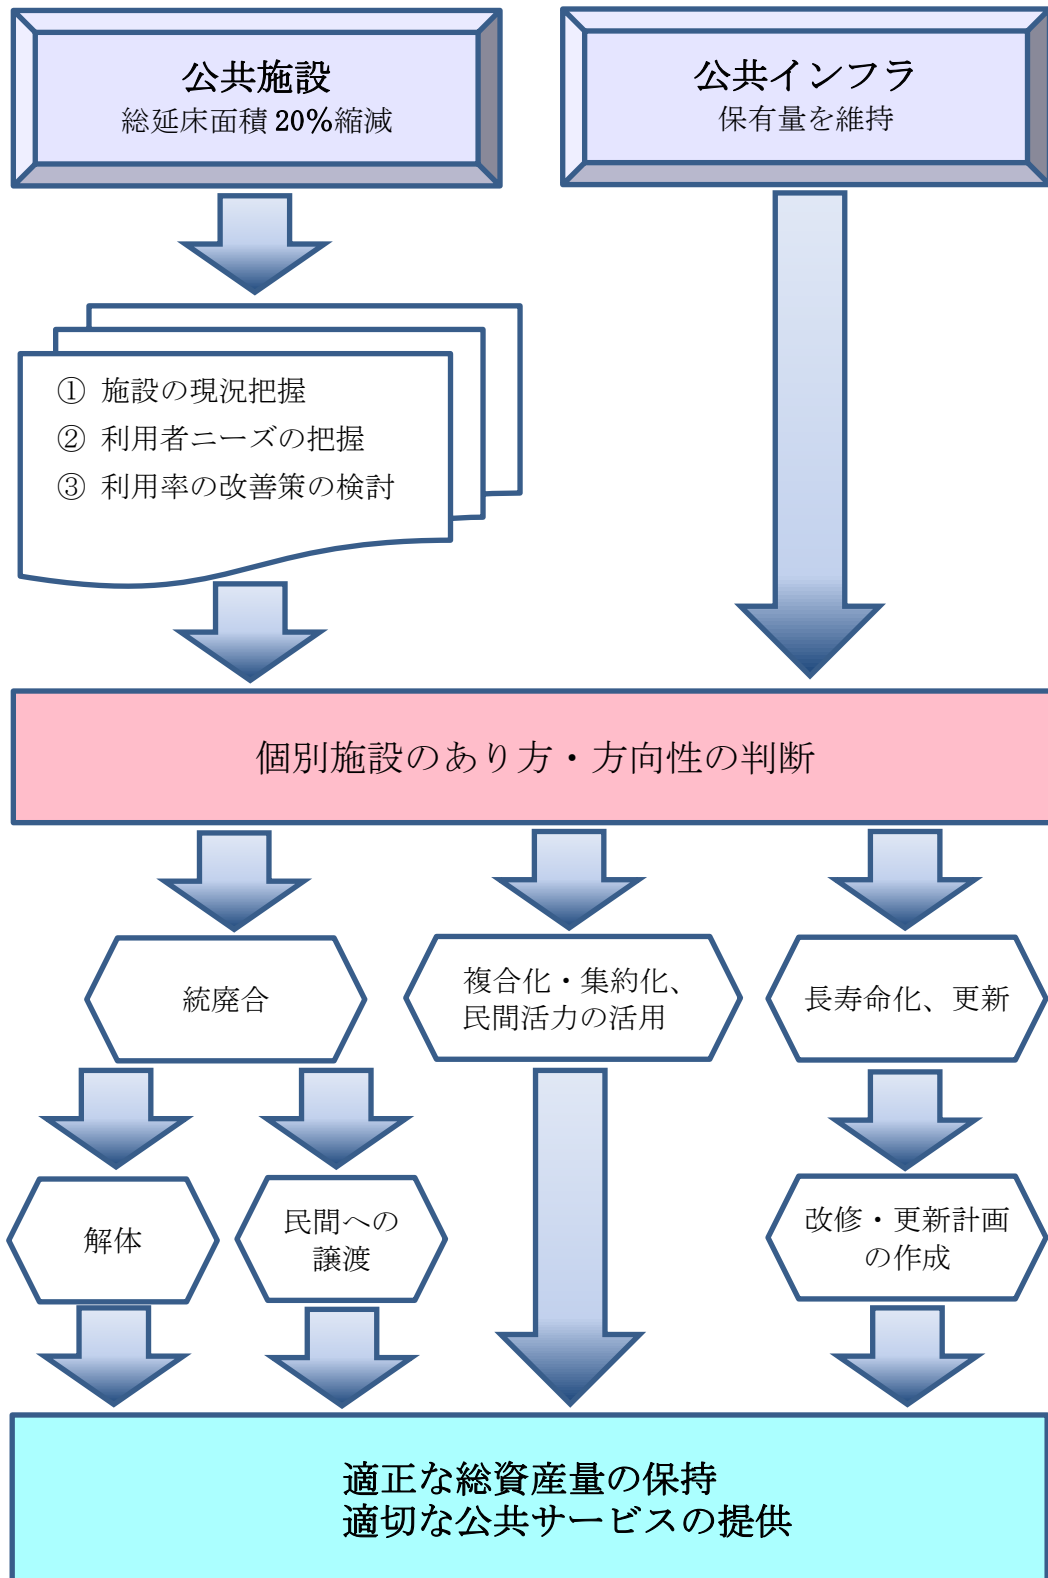 公共施設
総延床面積 20%縮減
公共インフラ
保有量を維持
① 施設の現況把握
② 利用者ニーズの把握
③ 利用率の改善策の検討
個別施設のあり方・方向性の判断
統廃合
複合化・集約化、
民間活力の活用
長寿命化、更新
解体
民間への
譲渡
改修・更新計画
の作成
適正な総資産量の保持
適切な公共サービスの提供